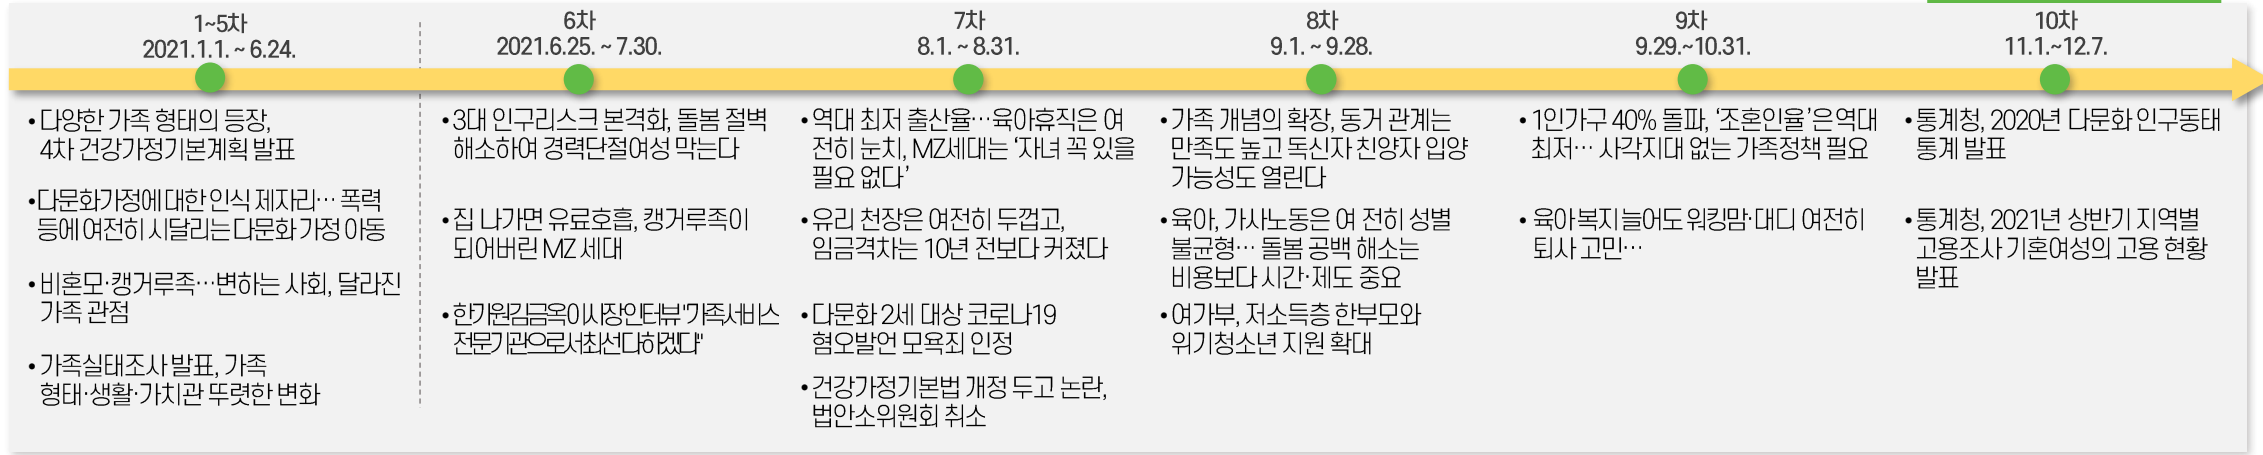 1~5차
2021.1.1. ~ 6.24.
• 다양한 가족 형태의 등장,
4차 건강가정기본계획 발표
• 다문화가정에 대한 인식 제자리… 폭력
등에 여전히 시달리는 다문화 가정 아동
• 비혼모·캥거루족…변하는 사회, 달라진
가족 관점
• 가족실태조사 발표, 가족
형태·생활·가치관 뚜렷한 변화
6차
2021.6.25. ~ 7.30.
• 3대 인구리스크 본격화, 돌봄 절벽
해소하여 경력단절여성 막는다
• 집 나가면 유료호흡, 캥거루족이
되어버린 MZ 세대
• 한가원 김금옥 이사장 인터뷰 "가족서비스
전문기관으로서 최선 다하겠다"
7차
8.1. ~ 8.31.
• 역대 최저 출산율…육아휴직은 여
전히 눈치, MZ세대는 ‘자녀 꼭 있을
필요 없다’
• 유리 천장은 여전히 두껍고,
임금격차는 10년 전보다 커졌다
• 다문화 2세 대상 코로나19
혐오발언 모욕죄 인정
• 건강가정기본법 개정 두고 논란,
법안소위원회 취소
8차
9.1. ~ 9.28.
• 가족 개념의 확장, 동거 관계는
만족도 높고 독신자 친양자 입양
가능성도 열린다
• 육아, 가사노동은 여 전히 성별
불균형… 돌봄 공백 해소는
비용보다 시간·제도 중요
• 여가부, 저소득층 한부모와
위기청소년 지원 확대
9차
9.29.~10.31.
• 1인가구 40% 돌파, ‘조혼인율’은 역대
최저… 사각지대 없는 가족정책 필요
• 육아 복지 늘어도 워킹맘·대디 여전히
퇴사 고민…
10차
11.1.~12.7.
• 통계청, 2020년 다문화 인구동태
통계 발표
• 통계청, 2021년 상반기 지역별
고용조사 기혼여성의 고용 현황
발표